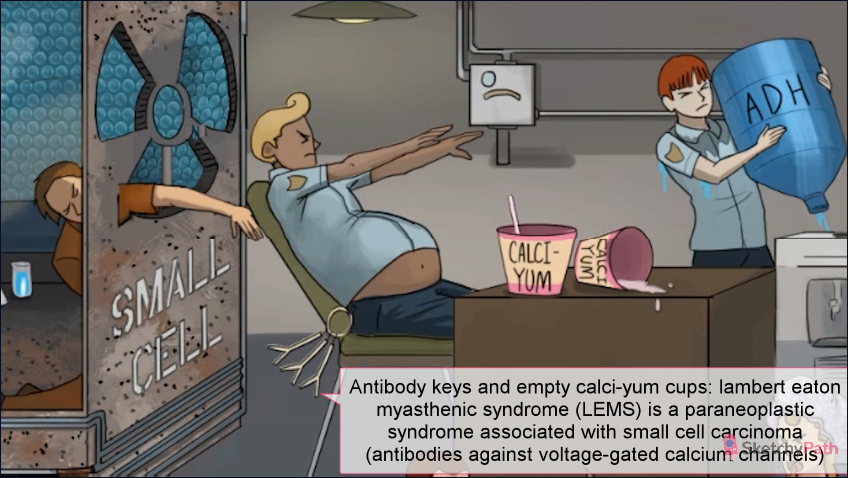 ADH
CALCI-
YUM
CALCI
YUM
SMALL
CELL
Antibody keys and empty calci-yum cups: lambert eaton
myasthenic syndrome (LEMS) is a paraneoplastic
syndrome associated with small cell carcinoma
(antibodies against voltage-gated calcium channels)
SketchyPath